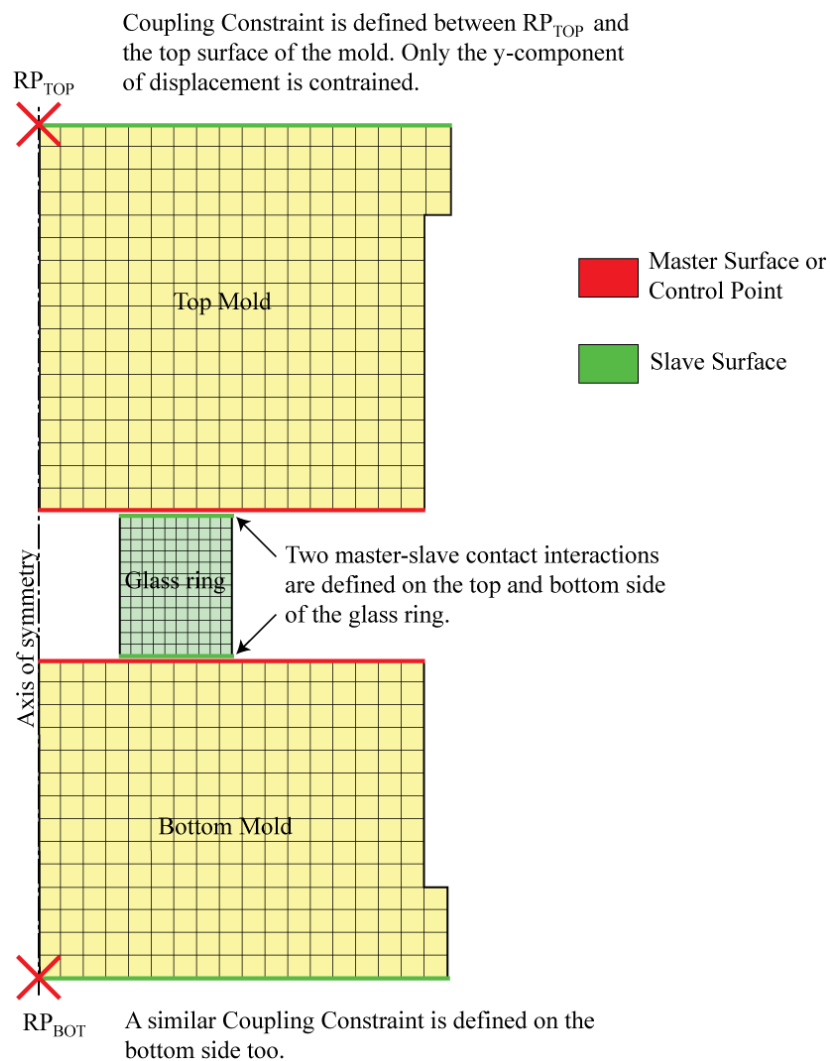 Coupling Constraint is defined between RP_TOP and
the top surface of the mold. Only the y-component
of displacement is contrained.
RP_TOP
Top Mold
Master Surface or
Control Point
Slave Surface
Axis of symmetry
Glass ring
Two master-slave contact interactions
are defined on the top and bottom side
of the glass ring.
Bottom Mold
RP_BOT
A similar Coupling Constraint is defined on the
bottom side too.